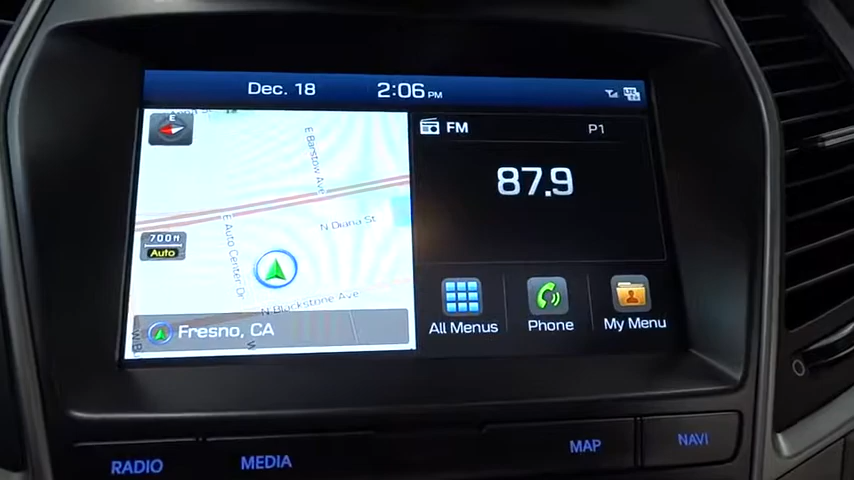 Dec. 18 2:06 PM
E
FM P1
87.9
E Barstow Ave
N Diana St
700ft
Auto
E Auto Center Dr
N Blackstone Ave
Fresno, CA
All Menus
Phone
My Menu
RADIO
MEDIA
MAP
NAVI